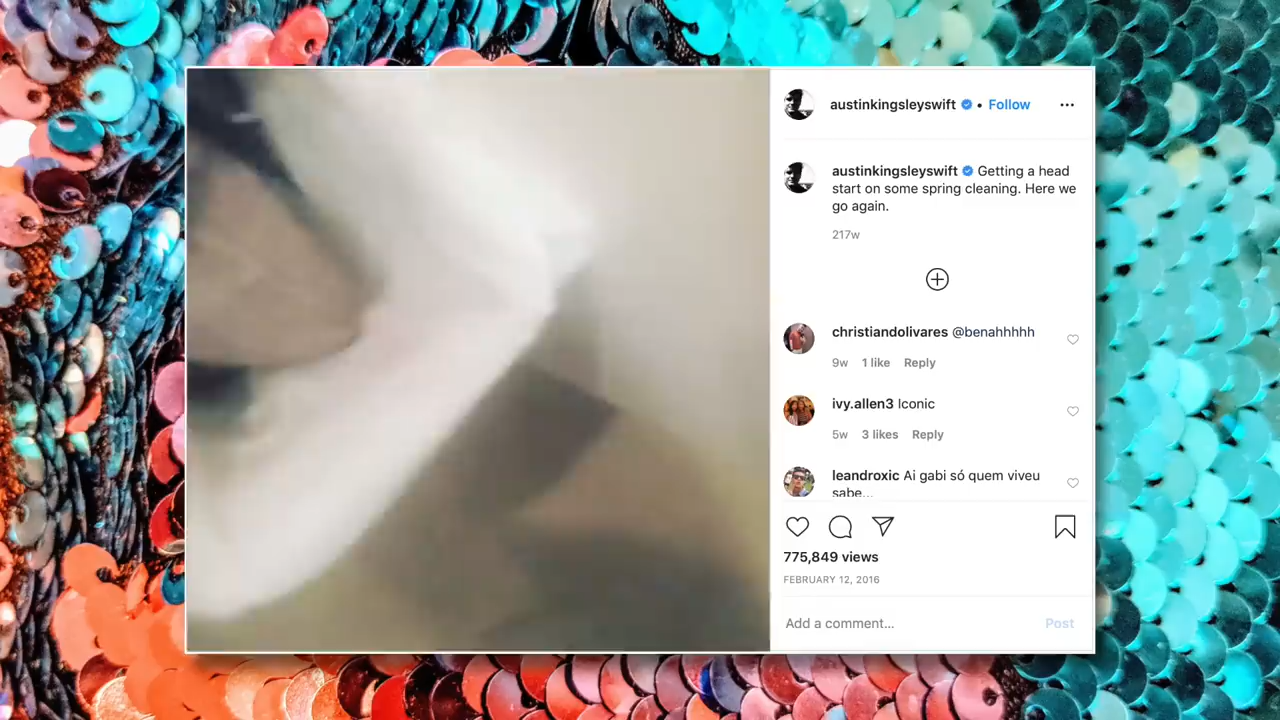 austinkingsleyswift • Follow
austinkingsleyswift Getting a head
start on some spring cleaning. Here we
go again.
217w
christiandolivares @benahhhhh
9w 1 like Reply
ivy.allen3 Iconic
5w 3 likes Reply
leandroxic Ai gabi só quem viveu
sabe...
775,849 views
FEBRUARY 12, 2016
Add a comment... Post